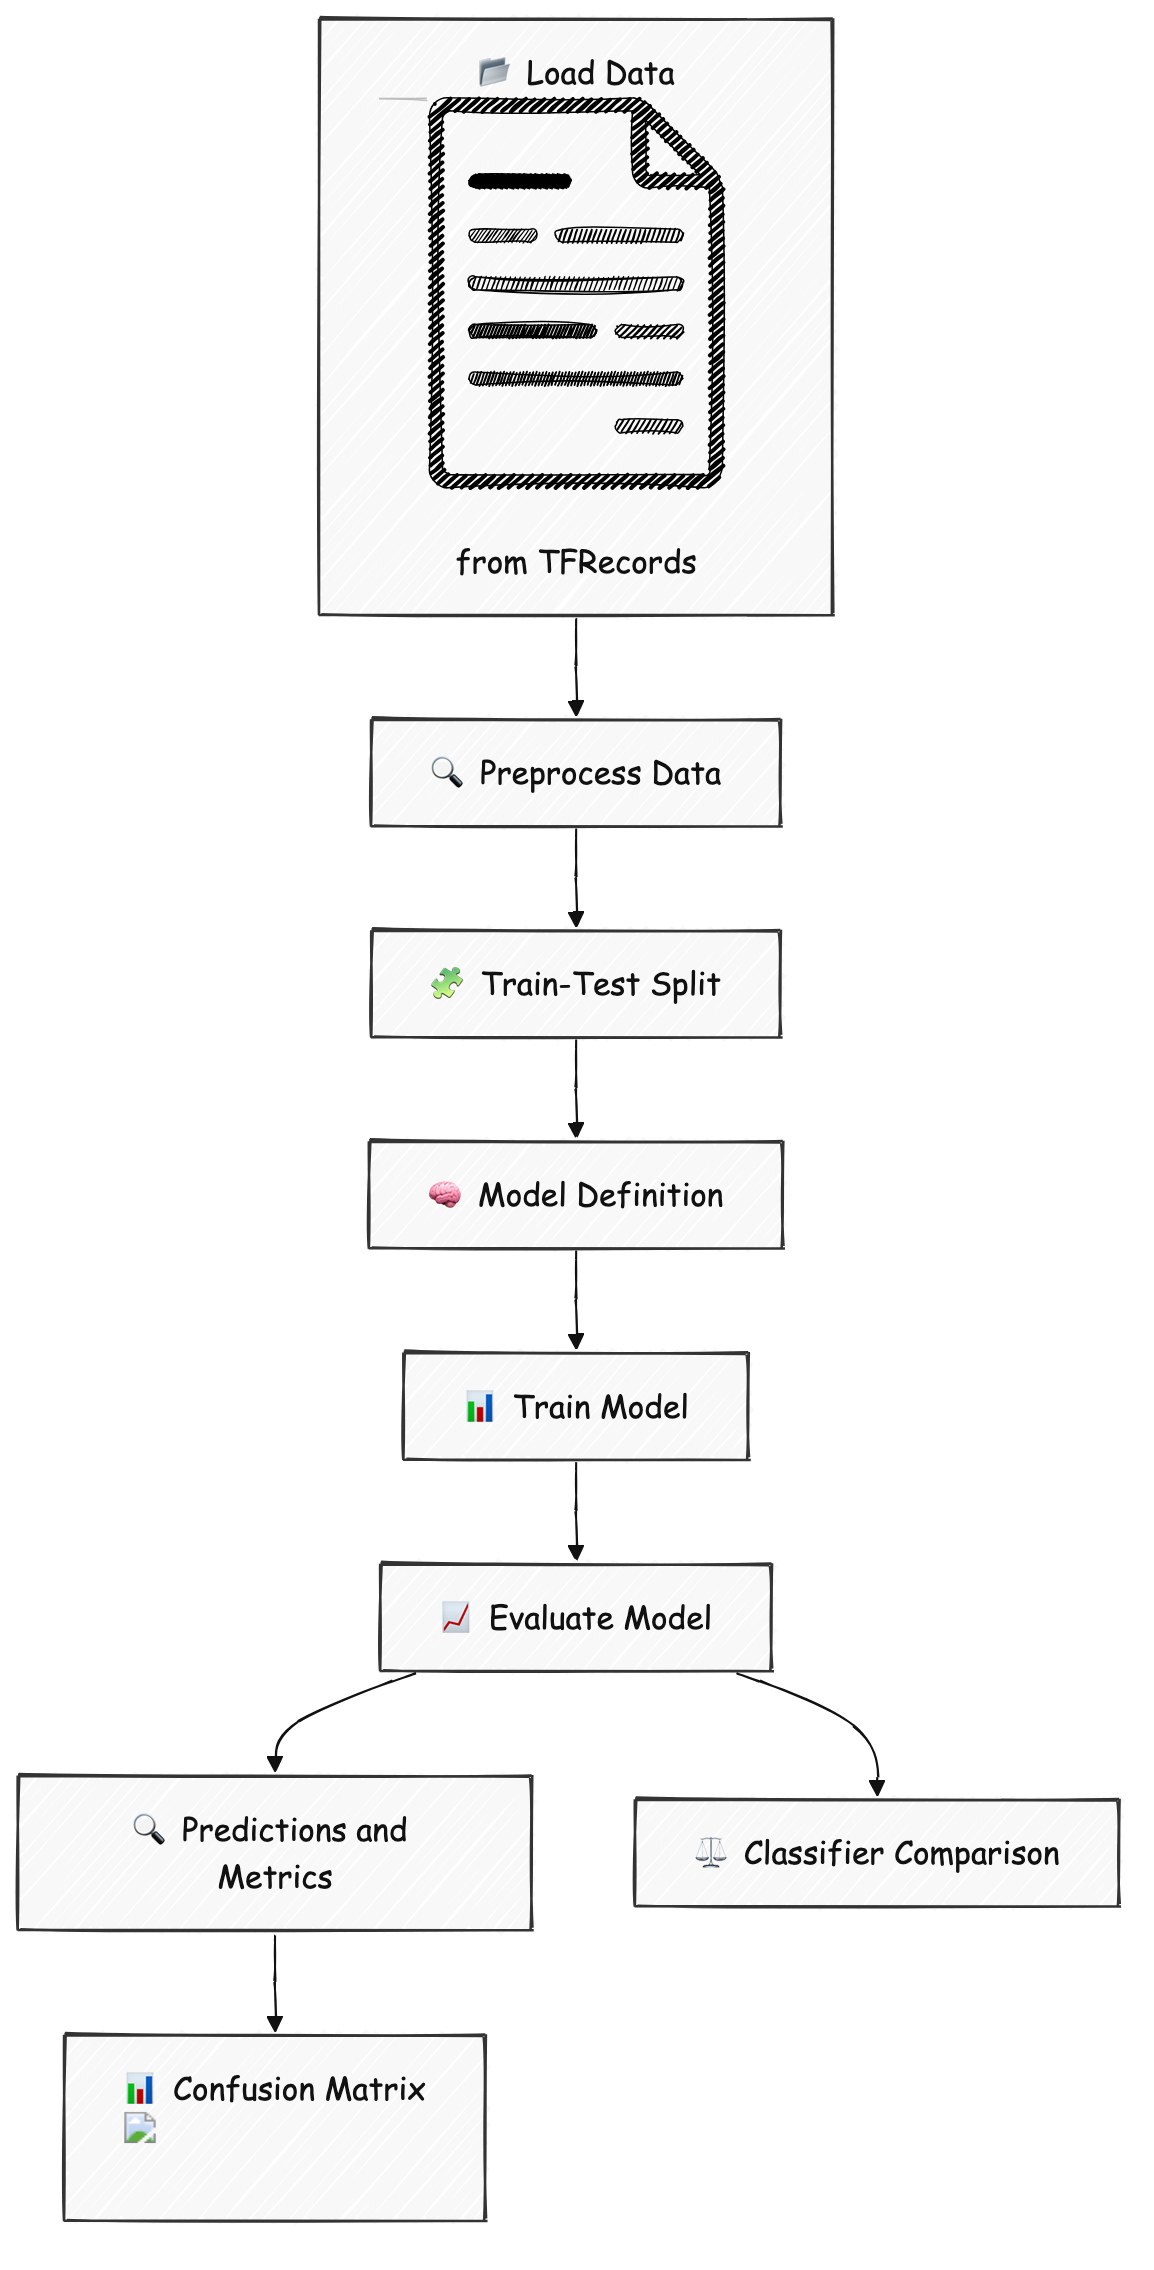 Load Data
from TFRecords
Preprocess Data
Train-Test Split
Model Definition
Train Model
Evaluate Model
Predictions and
Metrics
Classifier Comparison
Confusion Matrix